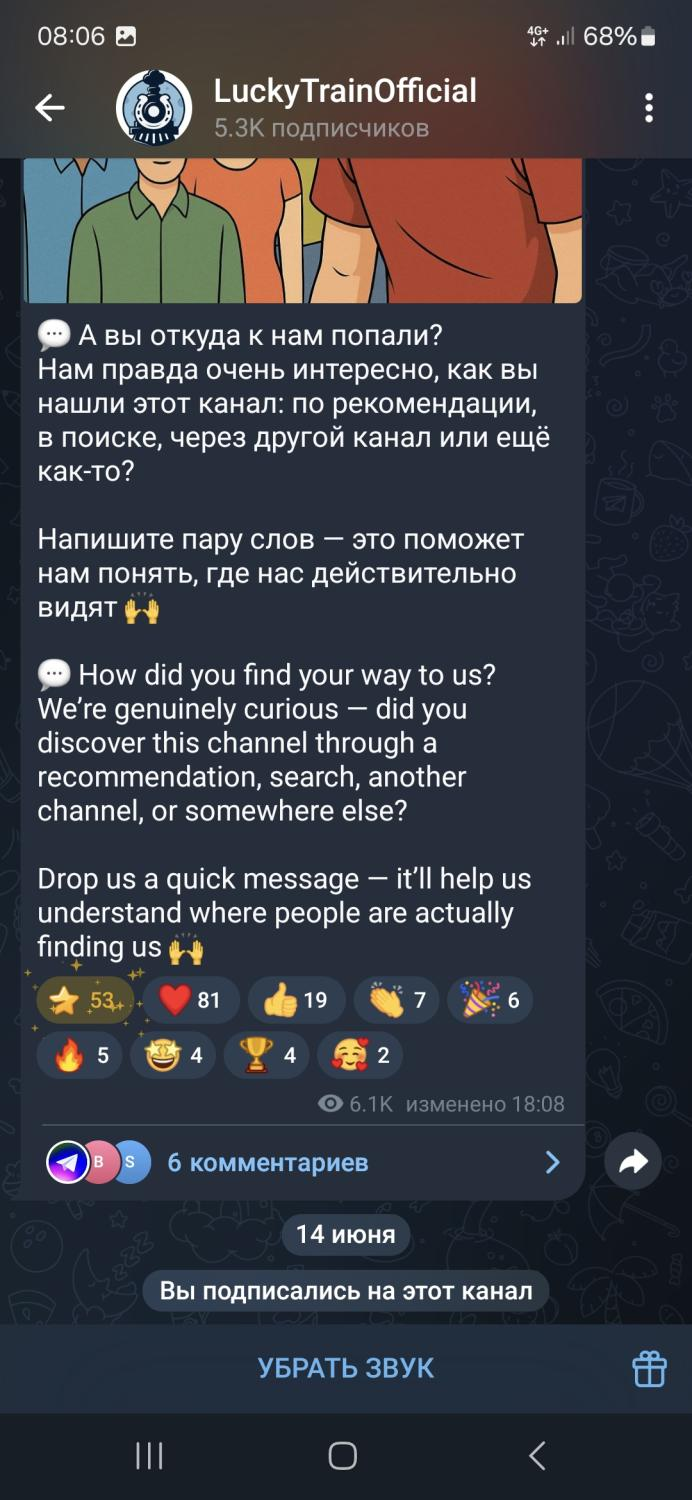 08:06
4G+
68%
LuckyTrainOfficial
5.3K подписчиков
А вы откуда к нам попали?
Нам правда очень интересно, как вы
нашли этот канал: по рекомендации,
в поиске, через другой канал или ещё
как-то?
Напишите пару слов — это поможет
нам понять, где нас действительно
видят 🙌
💬 How did you find your way to us?
We’re genuinely curious — did you
discover this channel through a
recommendation, search, another
channel, or somewhere else?
Drop us a quick message — it’ll help us
understand where people are actually
finding us 🙌
⭐ 53 ❤️ 81 👍 19 👏 7 🎉 6
🔥 5 🤩 4 🏆 4 🥰 2
6.1K изменено 18:08
B S 6 комментариев
14 июня
Вы подписались на этот канал
УБРАТЬ ЗВУК